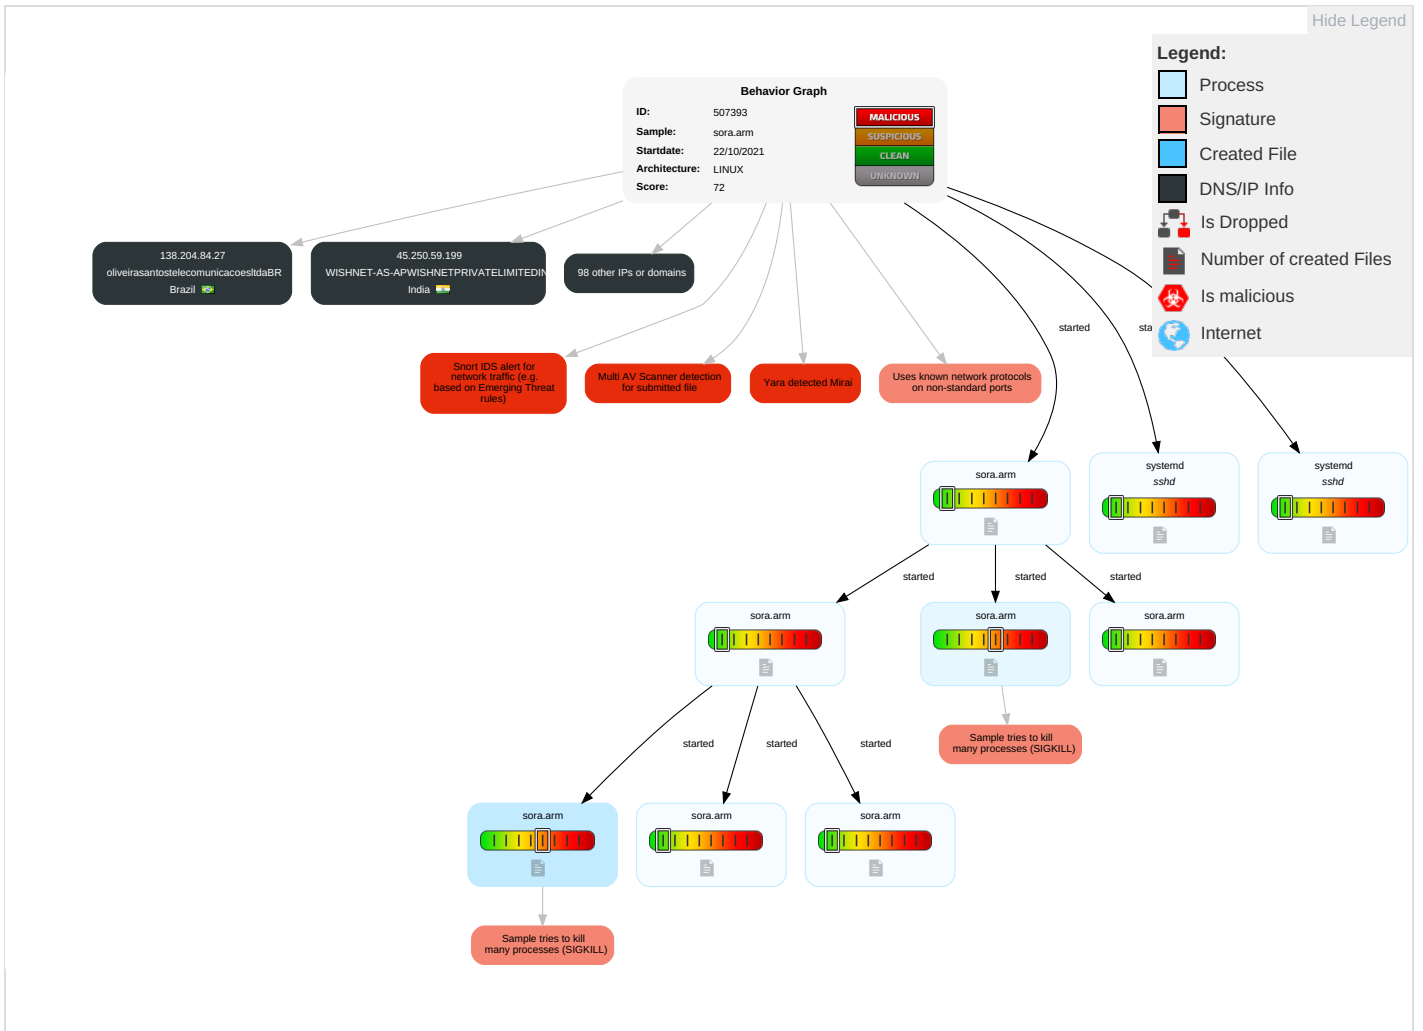 Hide Legend
Legend:
Process
Signature
Created File
DNS/IP Info
Is Dropped
Number of created Files
Is malicious
Internet
Behavior Graph
ID: 507393
Sample: sora.arm
Startdate: 22/10/2021
Architecture: LINUX
Score: 72
MALICIOUS
SUSPICIOUS
CLEAN
UNKNOWN
138.204.84.27
oliveirasantostelecomunicacoesltdaBR
Brazil
45.250.59.199
WISHNET-AS-APWISHNETPRIVATELIMITEDIN
India
98 other IPs or domains
started
sta
Snort IDS alert for
network traffic (e.g.
based on Emerging Threat
rules)
Multi AV Scanner detection
for submitted file
Yara detected Mirai
Uses known network protocols
on non-standard ports
sora.arm
systemd
sshd
systemd
sshd
started
started
started
sora.arm
sora.arm
sora.arm
Sample tries to kill
many processes (SIGKILL)
started
started
started
sora.arm
sora.arm
sora.arm
Sample tries to kill
many processes (SIGKILL)